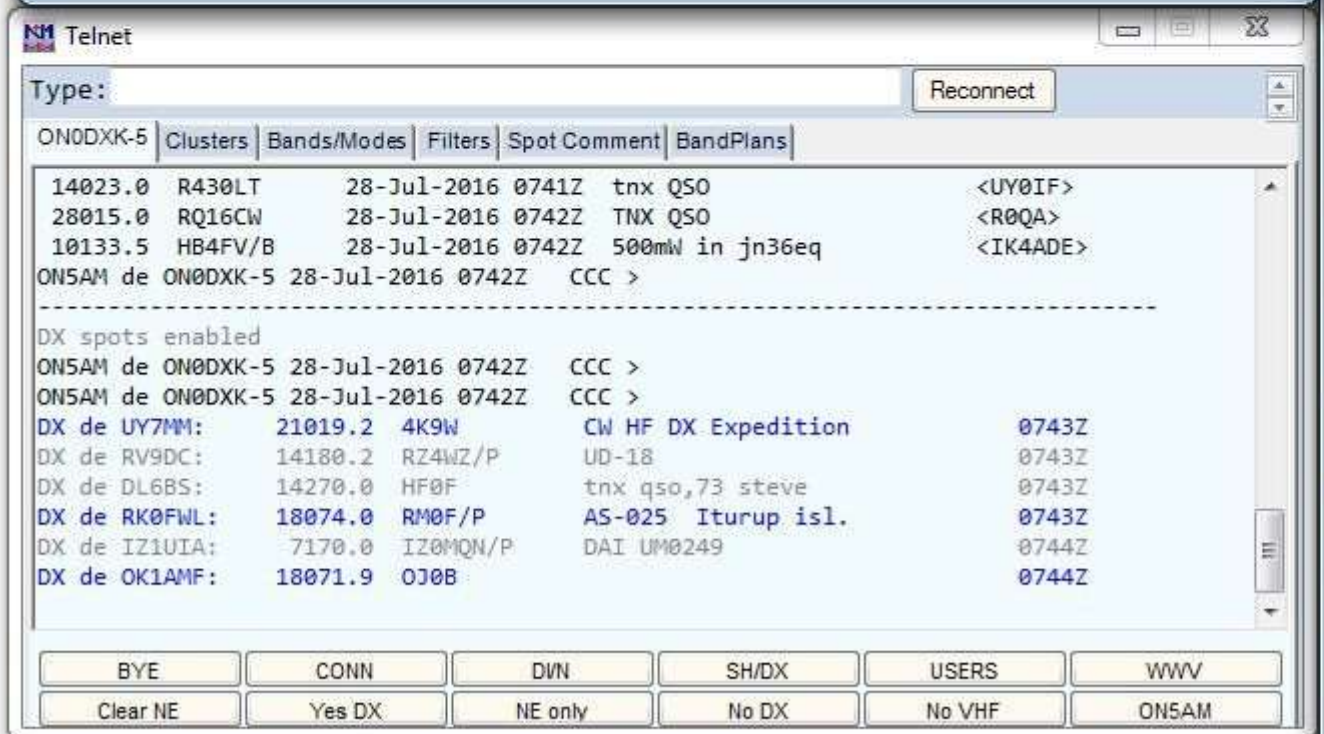 NM Telnet
Type: Reconnect
ON0DXK-5 Clusters Bands/Modes Filters Spot Comment BandPlans
14023.0 R430LT 28-Jul-2016 0741Z tnx QSO <UY0IF>
28015.0 RQ16CW 28-Jul-2016 0742Z TNX QSO <R0QA>
10133.5 HB4FV/B 28-Jul-2016 0742Z 500mW in jn36eq <IK4ADE>
ON5AM de ON0DXK-5 28-Jul-2016 0742Z CCC >
--------------------------------------------------------------------------------
DX spots enabled
ON5AM de ON0DXK-5 28-Jul-2016 0742Z CCC >
ON5AM de ON0DXK-5 28-Jul-2016 0742Z CCC >
DX de UY7MM: 21019.2 4K9W CW HF DX Expedition 0743Z
DX de RV9DC: 14180.2 RZ4WZ/P UD-18 0743Z
DX de DL6BS: 14270.0 HF0F tnx qso,73 steve 0743Z
DX de RK0FWL: 18074.0 RM0F/P AS-025 Iturup isl. 0743Z
DX de IZ1UIA: 7170.0 IZ0MQN/P DAI UM0249 0744Z
DX de OK1AMF: 18071.9 OJ0B 0744Z
BYE CONN DI/N SH/DX USERS WWV
Clear NE Yes DX NE only No DX No VHF ON5AM